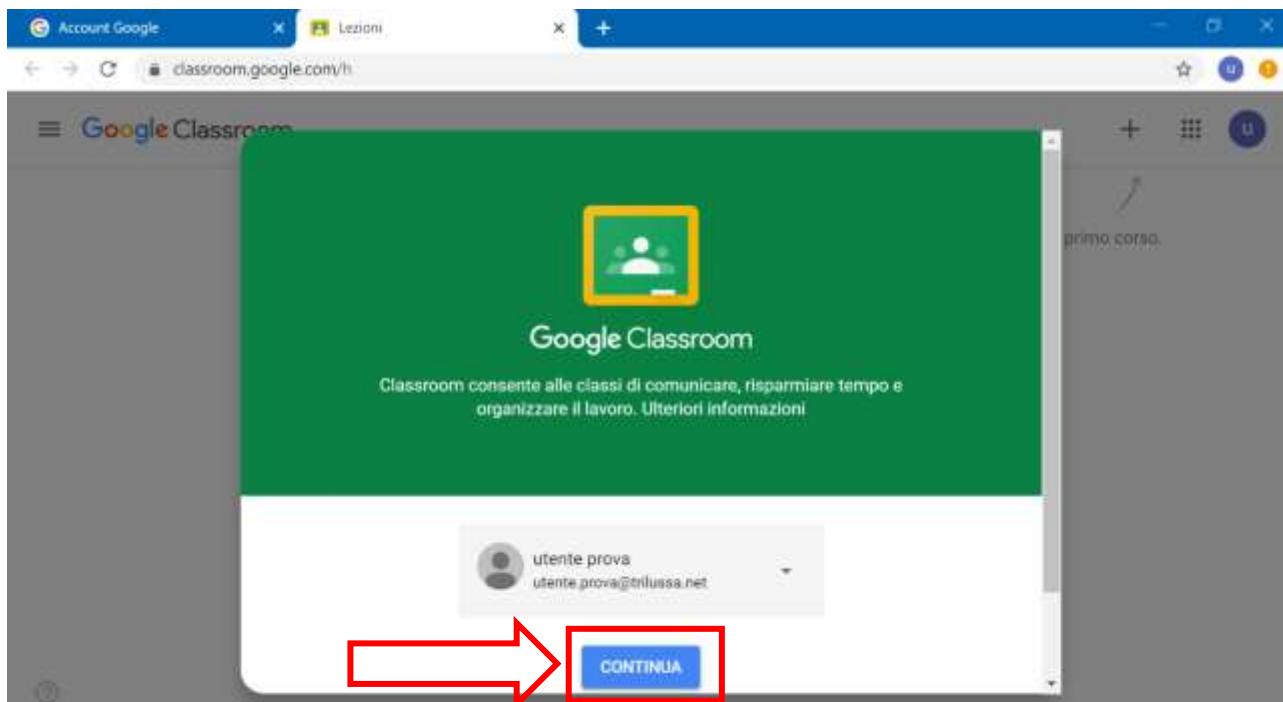 Account Google
Lezioni
classroom.google.com/h
u
Google Classroom
u
primo corso.
Google Classroom
Classroom consente alle classi di comunicare, risparmiare tempo e
organizzare il lavoro. Ulteriori informazioni
utente prova
utente.prova@trilussa.net
CONTINUA